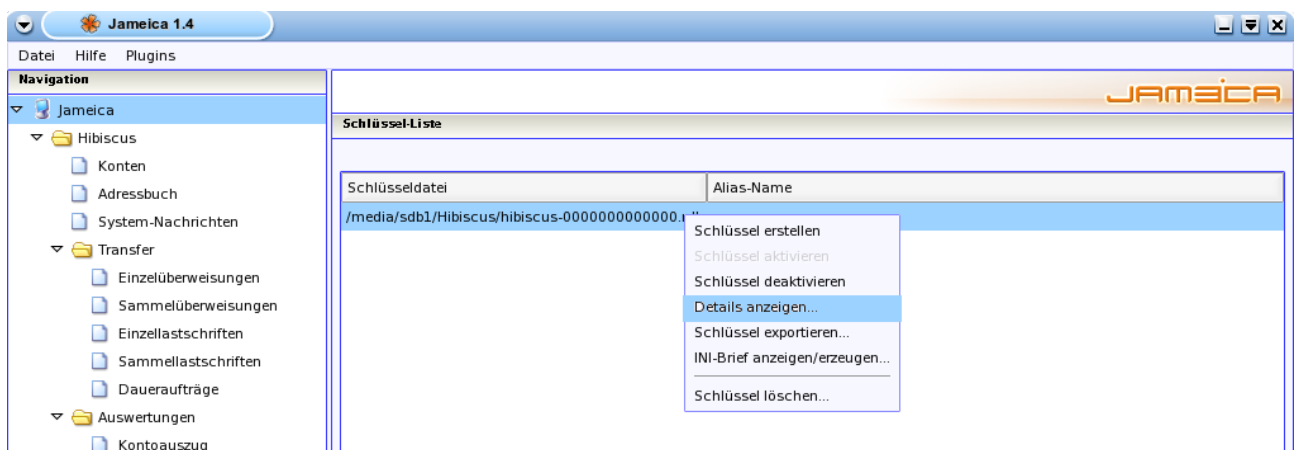 Jameica 1.4
Datei Hilfe Plugins
Navigation
Jameica
Hibiscus
Konten
Adressbuch
System-Nachrichten
Transfer
Einzelüberweisungen
Sammelüberweisungen
Einzellastschriften
Sammellastschriften
Daueraufträge
Auswertungen
Kontoauszug
JAMEICA
Schlüssel-Liste
Schlüsseldatei Alias-Name
/media/sdb1/Hibiscus/hibiscus-0000000000000.
Schlüssel erstellen
Schlüssel aktivieren
Schlüssel deaktivieren
Details anzeigen...
Schlüssel exportieren...
INI-Brief anzeigen/erzeugen...
Schlüssel löschen...